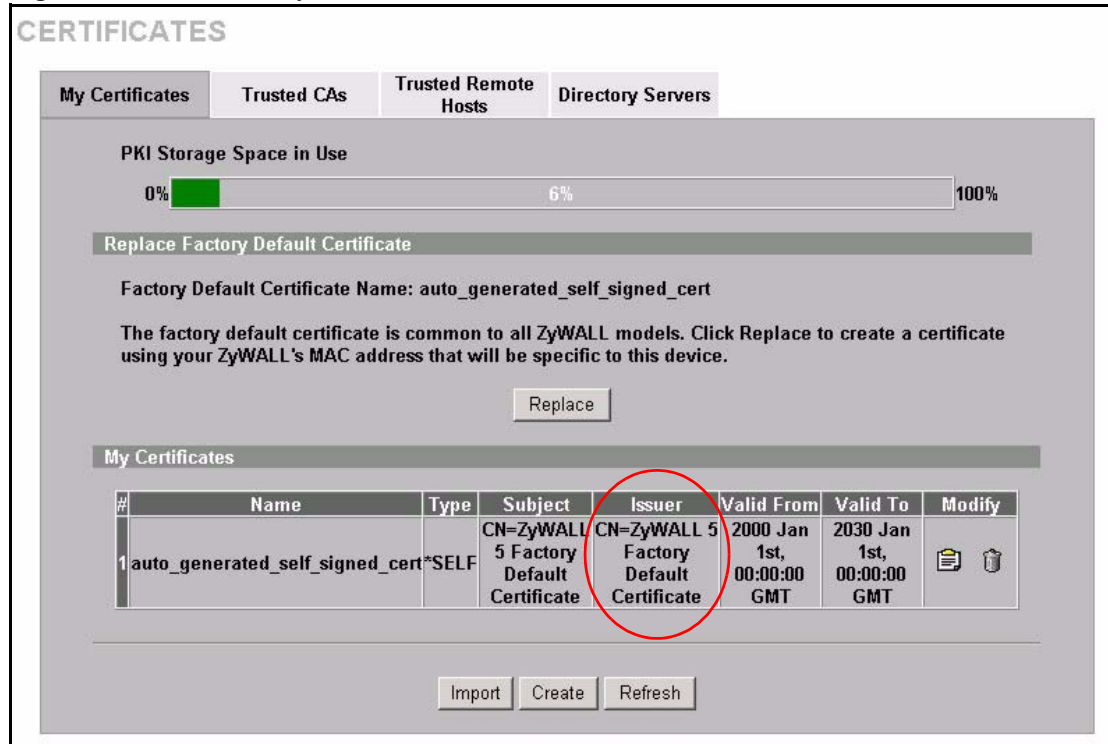 CERTIFICATES
My Certificates
Trusted CAs
Trusted Remote
Hosts
Directory Servers
PKI Storage Space in Use
0%
6%
100%
Replace Factory Default Certificate
Factory Default Certificate Name: auto_generated_self_signed_cert
The factory default certificate is common to all ZyWALL models. Click Replace to create a certificate
using your ZyWALL's MAC address that will be specific to this device.
Replace
My Certificates
# Name Type Subject Issuer Valid From Valid To Modify
1 auto_generated_self_signed_cert *SELF
CN=ZyWALL
5 Factory
Default
Certificate
CN=ZyWALL 5
Factory
Default
Certificate
2000 Jan
1st,
00:00:00
GMT
2030 Jan
1st,
00:00:00
GMT
Import
Create
Refresh